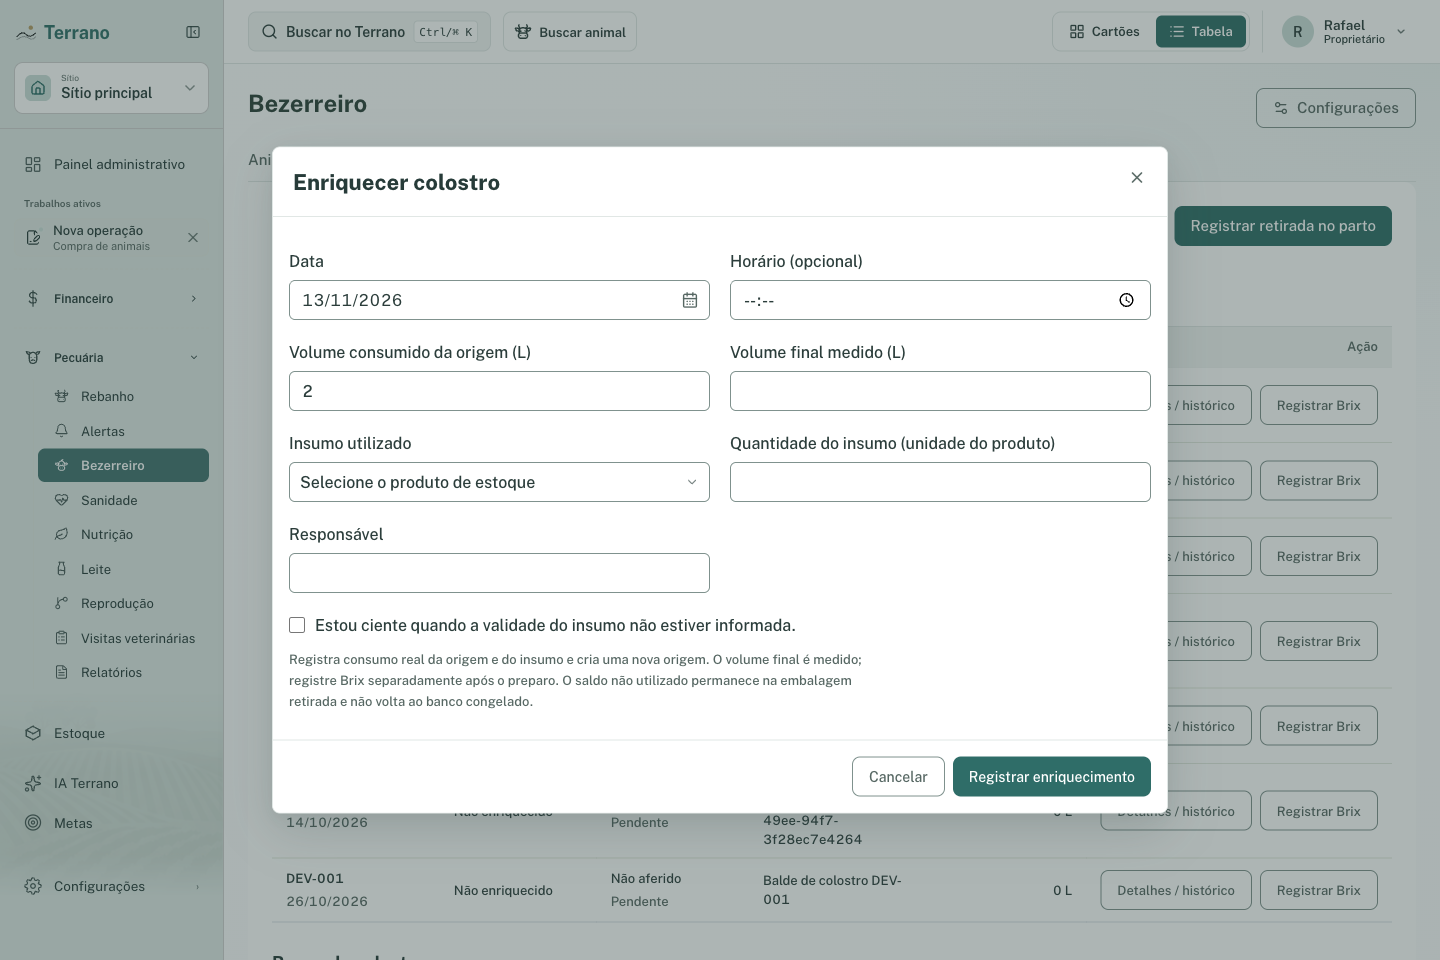 Terrano
Buscar no Terrano Ctrl/⌘ K
Buscar animal
Cartões
Tabela
R
Rafael
Proprietário
Sítio
Sítio principal
Painel administrativo
Trabalhos ativos
Nova operação
Compra de animais
Financeiro
Pecuária
Rebanho
Alertas
Bezerreiro
Sanidade
Nutrição
Leite
Reprodução
Visitas veterinárias
Relatórios
Estoque
IA Terrano
Metas
Configurações
Bezerreiro
Configurações
Ani
Registrar retirada no parto
Ação
s / histórico Registrar Brix
s / histórico Registrar Brix
s / histórico Registrar Brix
s / histórico Registrar Brix
s / histórico Registrar Brix
Enriquecer colostro
Data
13/11/2026
Horário (opcional)
--:--
Volume consumido da origem (L)
2
Volume final medido (L)
Insumo utilizado
Selecione o produto de estoque
Quantidade do insumo (unidade do produto)
Responsável
Estou ciente quando a validade do insumo não estiver informada.
Registra consumo real da origem e do insumo e cria uma nova origem. O volume final é medido;
registre Brix separadamente após o preparo. O saldo não utilizado permanece na embalagem
retirada e não volta ao banco congelado.
Cancelar
Registrar enriquecimento
14/10/2026
Não enriquecido
Pendente
49ee-94f7-
3f28ec7e4264
0 L
Detalhes / histórico
Registrar Brix
DEV-001
26/10/2026
Não enriquecido
Não aferido
Pendente
Balde de colostro DEV-
001
0 L
Detalhes / histórico
Registrar Brix